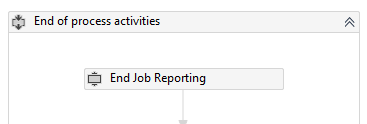 End of process activities
End Job Reporting